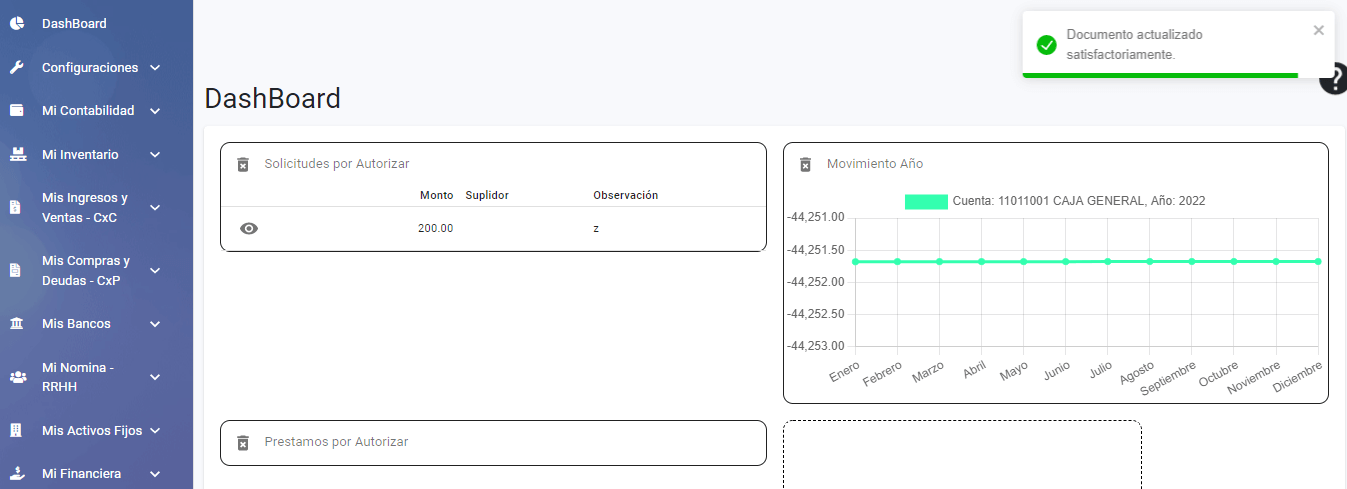 DashBoard
Configuraciones
Mi Contabilidad
Mi Inventario
Mis Ingresos y
Ventas - CxC
Mis Compras y
Deudas - CxP
Mis Bancos
Mi Nomina -
RRHH
Mis Activos Fijos
Mi Financiera
Documento actualizado
satisfactoriamente.
?
DashBoard
Solicitudes por Autorizar
Monto Suplidor Observación
200.00 z
Movimiento Año
Cuenta: 11011001 CAJA GENERAL, Año: 2022
-44,251.00
-44,251.50
-44,252.00
-44,252.50
-44,253.00
Enero Febrero Marzo Abril Mayo Junio Julio Agosto Septiembre Octubre Noviembre Diciembre
Prestamos por Autorizar